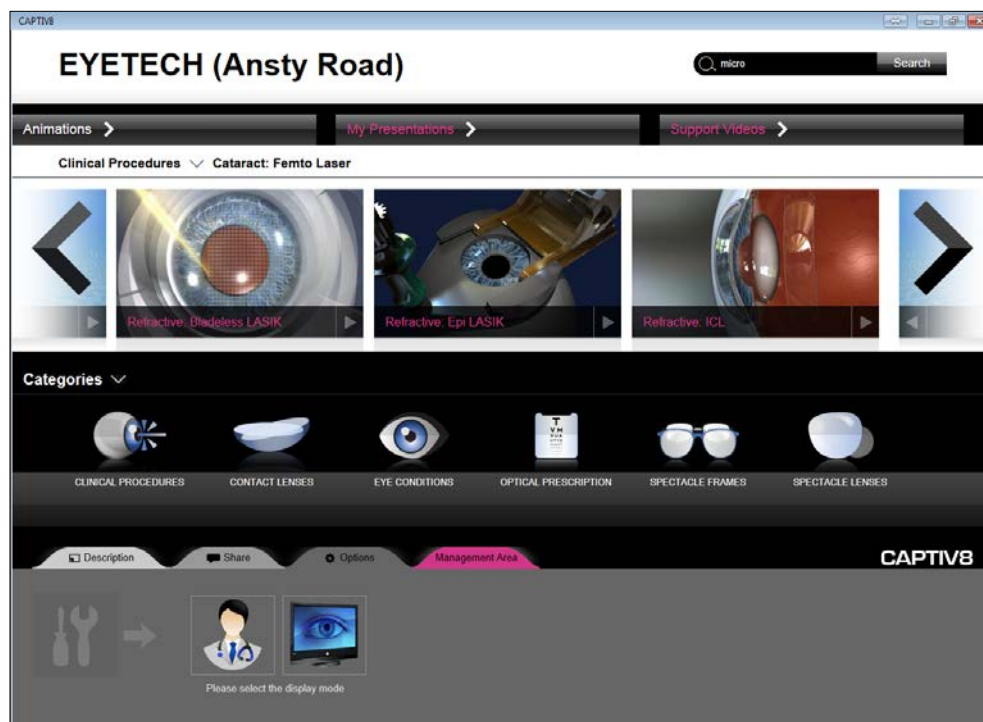 CAPTIV8
EYETECH (Ansty Road)
micro
Search
Animations
My Presentations
Support Videos
Clinical Procedures Cataract: Femto Laser
Refractive: Bladeless LASIK
Refractive: Epi LASIK
Refractive: ICL
Categories
CLINICAL PROCEDURES
CONTACT LENSES
EYE CONDITIONS
OPTICAL PRESCRIPTION
SPECTACLE FRAMES
SPECTACLE LENSES
Description
Share
Options
Management Area
CAPTIV8
Please select the display mode